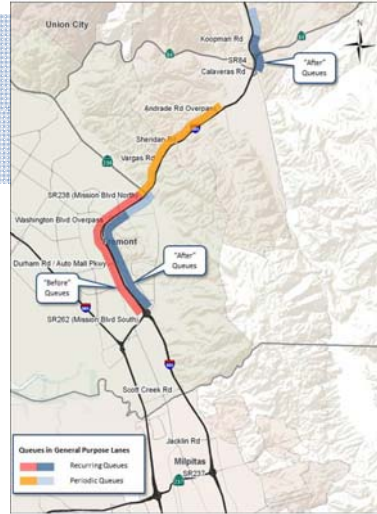 Union City
Koopman Rd
84
84
SR84
Calaveras Rd
"After"
Queues
Andrade Rd Overpass
Sheridan Rd
Vargas Rd
SR238 (Mission Blvd North)
Washington Blvd Overpass
Fremont
Durham Rd / Auto Mall Pkwy
"After"
Queues
"Before"
Queues
SR262 (Mission Blvd South)
Scott Creek Rd
Queues in General Purpose Lanes
Recurring Queues
Periodic Queues
Jacklin Rd
Milpitas
SR237